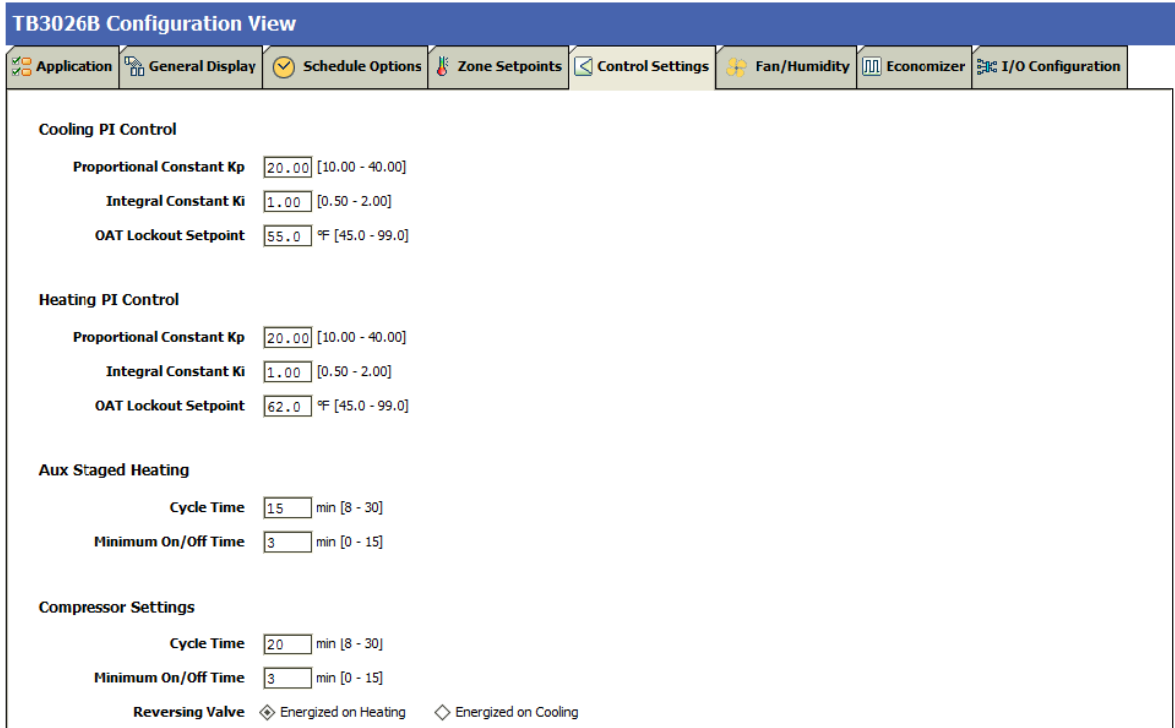 TB3026B Configuration View
Application General Display Schedule Options Zone Setpoints Control Settings Fan/Humidity Economizer I/O Configuration
Cooling PI Control
Proportional Constant Kp 20.00 [10.00 - 40.00]
Integral Constant Ki 1.00 [0.50 - 2.00]
OAT Lockout Setpoint 55.0 °F [45.0 - 99.0]
Heating PI Control
Proportional Constant Kp 20.00 [10.00 - 40.00]
Integral Constant Ki 1.00 [0.50 - 2.00]
OAT Lockout Setpoint 62.0 °F [45.0 - 99.0]
Aux Staged Heating
Cycle Time 15 min [8 - 30]
Minimum On/Off Time 3 min [0 - 15]
Compressor Settings
Cycle Time 20 min [8 - 30]
Minimum On/Off Time 3 min [0 - 15]
Reversing Valve Energized on Heating Energized on Cooling